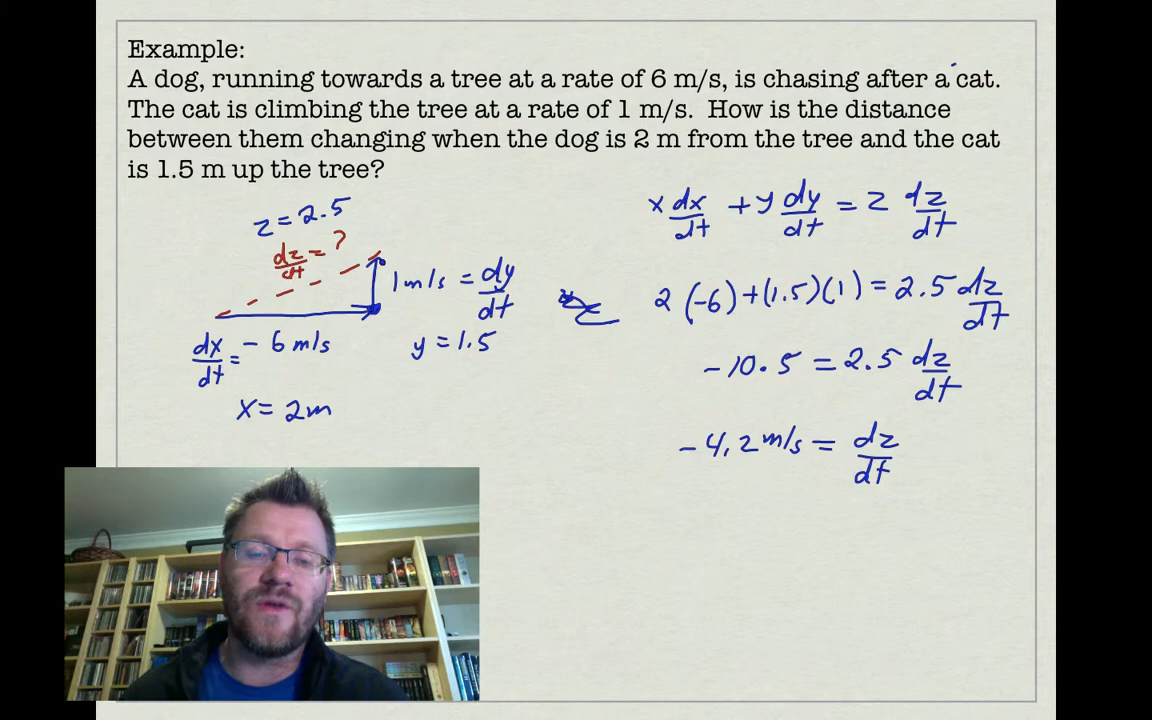 Example:
A dog, running towards a tree at a rate of 6 m/s, is chasing after a cat.
The cat is climbing the tree at a rate of 1 m/s. How is the distance
between them changing when the dog is 2 m from the tree and the cat
is 1.5 m up the tree?
z = 2.5
dz/dt = ?
1 m/s = dy/dt
y = 1.5
dx/dt = - 6 m/s
x = 2m
x dx/dt + y dy/dt = z dz/dt
2 (-6) + (1.5)(1) = 2.5 dz/dt
-10.5 = 2.5 dz/dt
-4.2 m/s = dz/dt